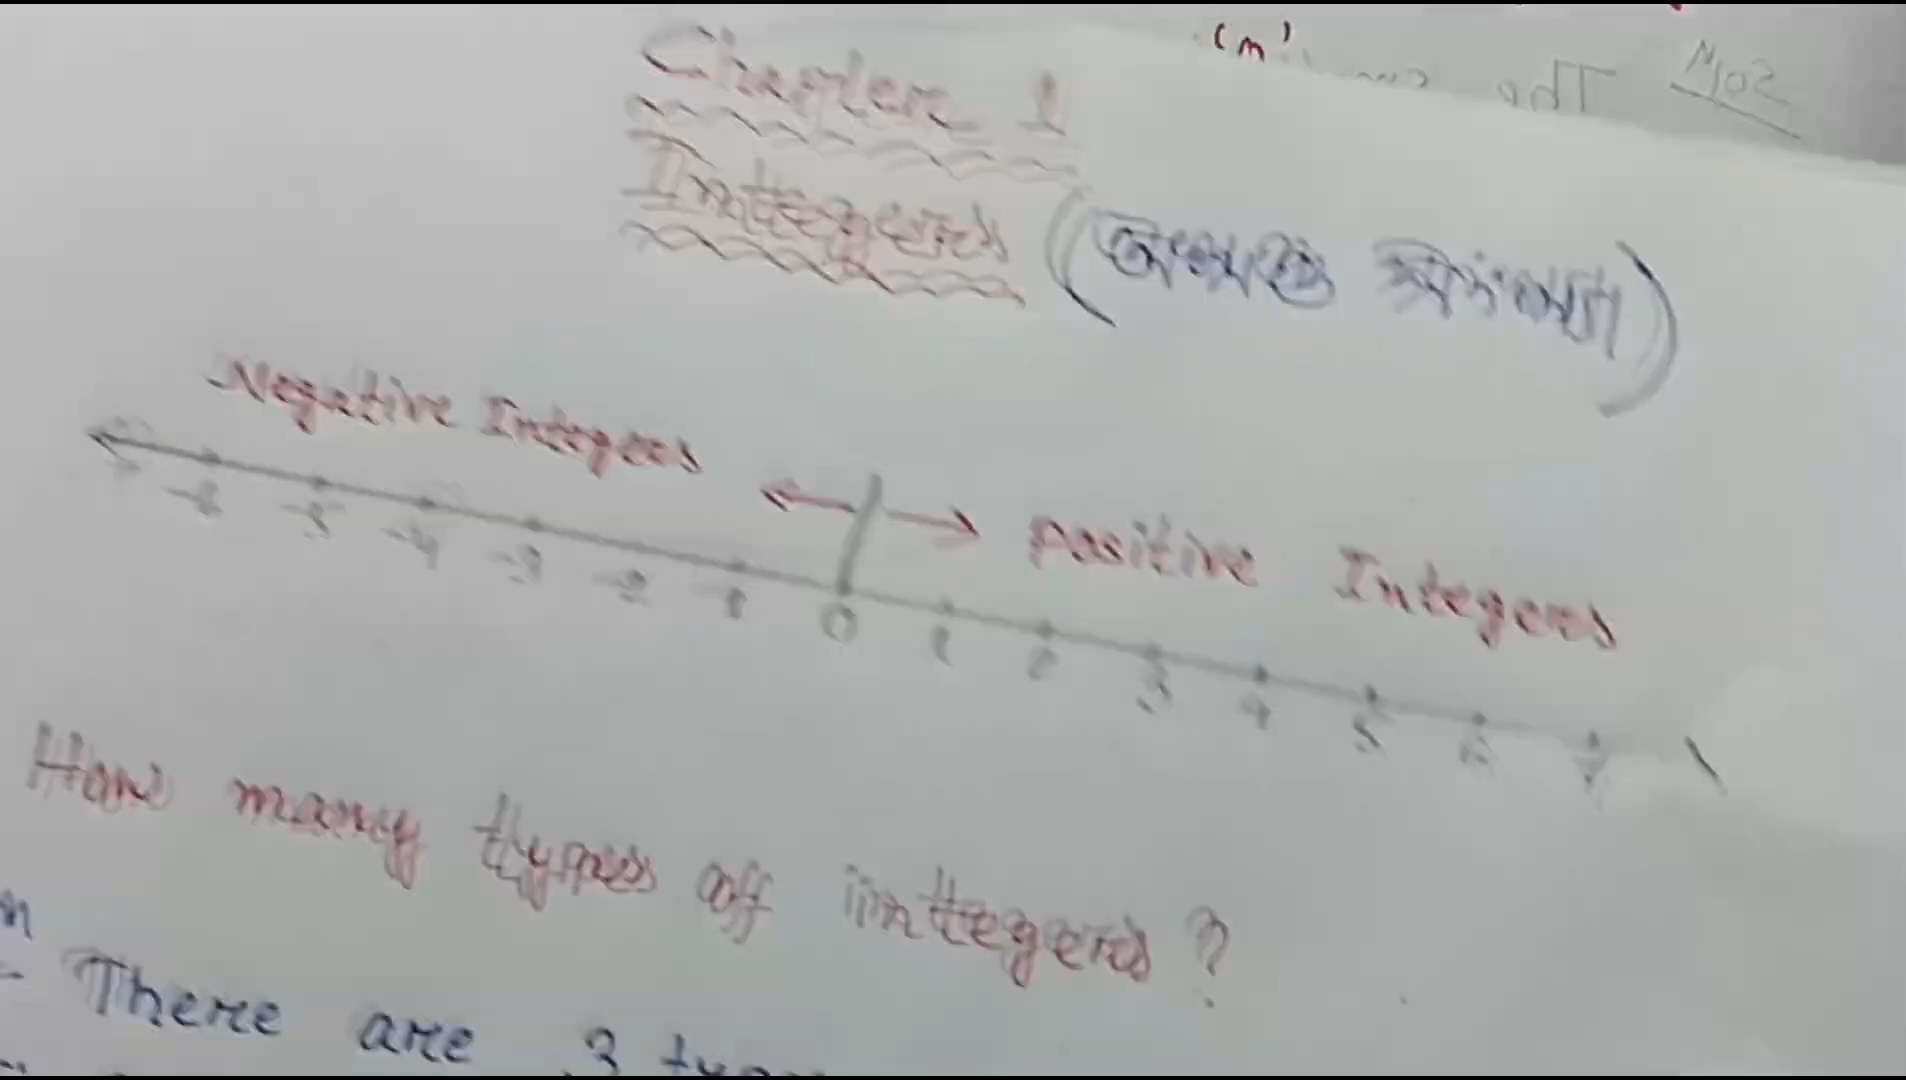 Chapter 1
Integers (অখণ্ড সংখ্যা)
Negative Integers
Positive Integers
-6 -5 -4 -3 -2 -1 0 1 2 3 4 5 6 7
How many types of integers?
There are 3